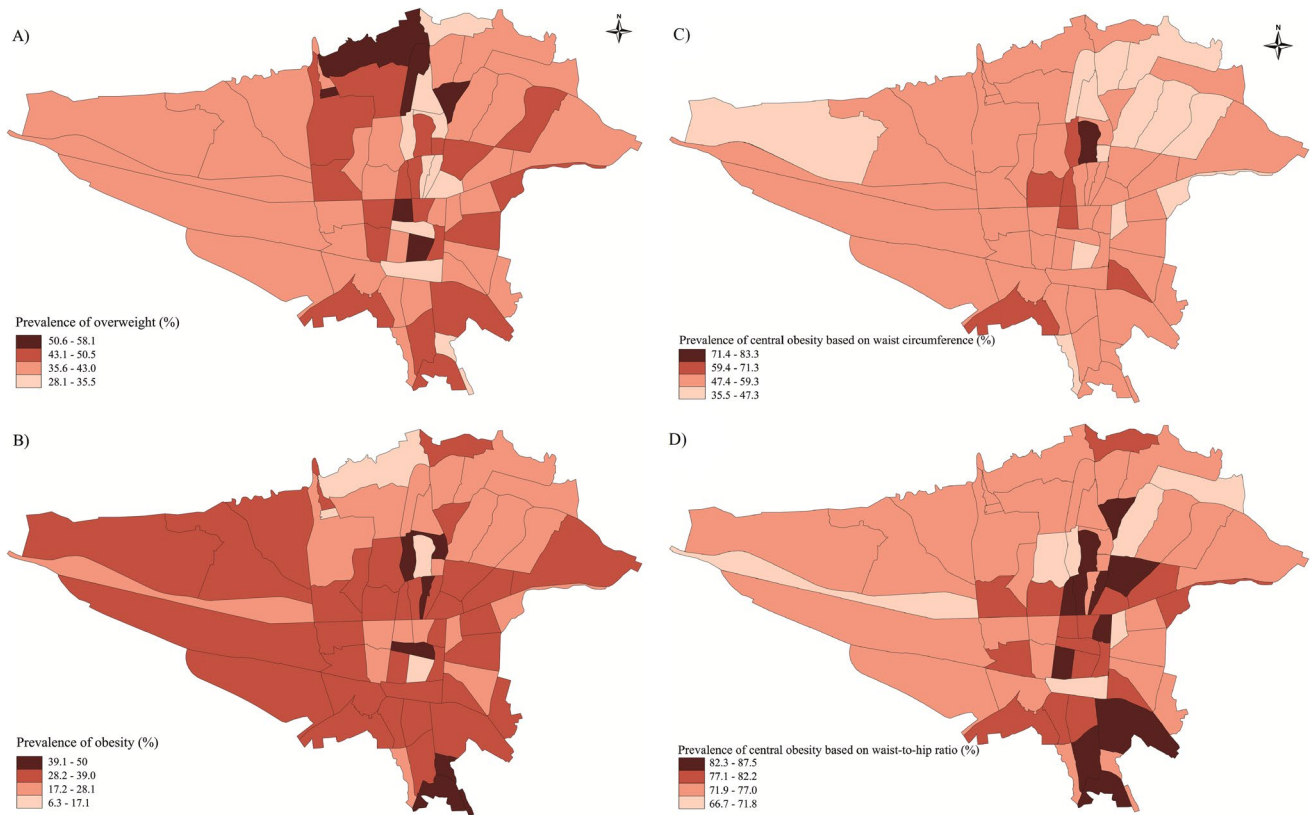 A)
N
Prevalence of overweight (%)
50.6 - 58.1
43.1 - 50.5
35.6 - 43.0
28.1 - 35.5
B)
Prevalence of obesity (%)
39.1 - 50
28.2 - 39.0
17.2 - 28.1
6.3 - 17.1
C)
N
Prevalence of central obesity based on waist circumference (%)
71.4 - 83.3
59.4 - 71.3
47.4 - 59.3
35.5 - 47.3
D)
Prevalence of central obesity based on waist-to-hip ratio (%)
82.3 - 87.5
77.1 - 82.2
71.9 - 77.0
66.7 - 71.8